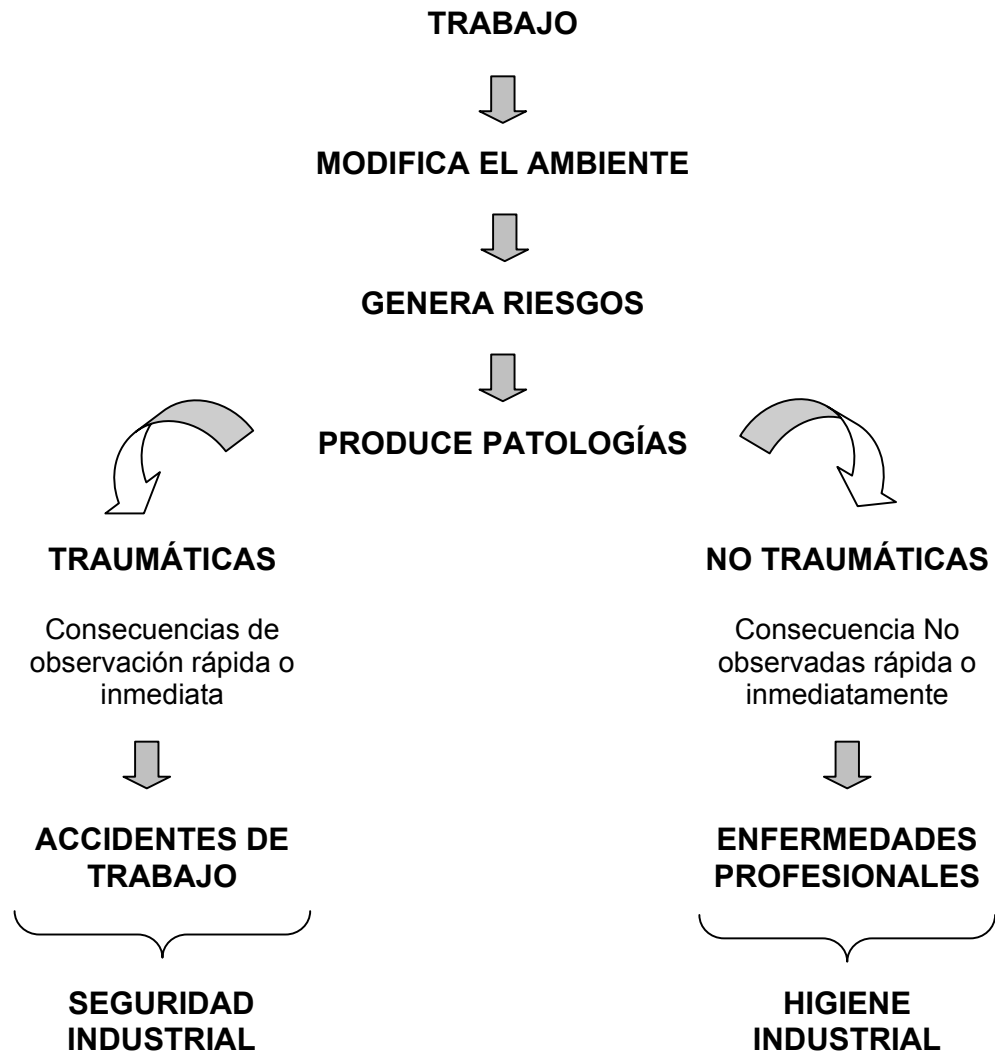 TRABAJO
MODIFICA EL AMBIENTE
GENERA RIESGOS
PRODUCE PATOLOGÍAS
TRAUMÁTICAS
Consecuencias de
observación rápida o
inmediata
ACCIDENTES DE
TRABAJO
SEGURIDAD
INDUSTRIAL
NO TRAUMÁTICAS
Consecuencia No
observadas rápida o
inmediatamente
ENFERMEDADES
PROFESIONALES
HIGIENE
INDUSTRIAL